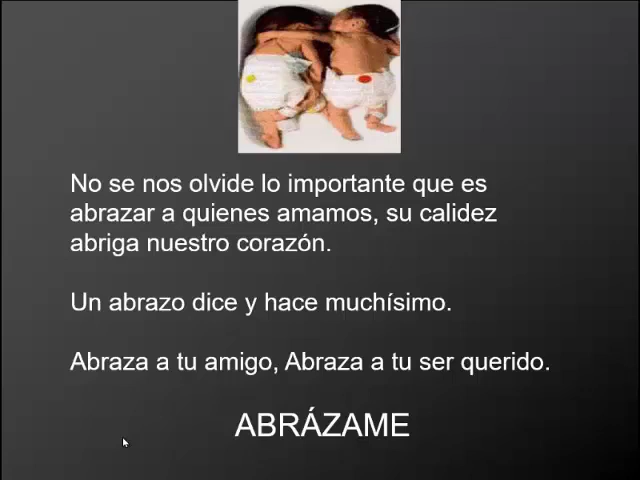 No se nos olvide lo importante que es
abrazar a quienes amamos, su calidez
abriga nuestro corazón.
Un abrazo dice y hace muchísimo.
Abraza a tu amigo, Abraza a tu ser querido.
ABRÁZAME